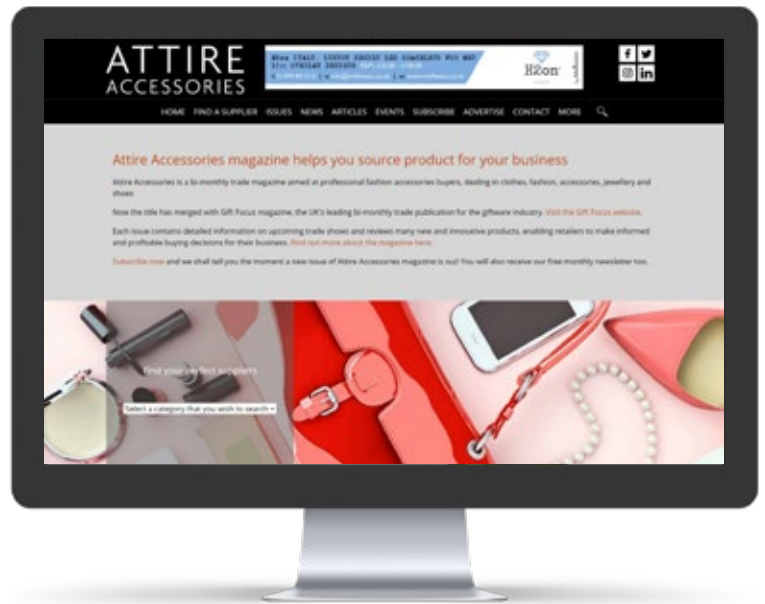 ATTIRE
ACCESSORIES
H2on
HOME FIND A SUPPLIER ISSUES NEWS ARTICLES EVENTS SUBSCRIBE ADVERTISE CONTACT MORE
Attire Accessories magazine helps you source product for your business
Attire Accessories is a bi-monthly trade magazine aimed at professional fashion accessories buyers, dealing in clothes, fashion, accessories, jewellery and
shoes.
Now the title has merged with Gift Focus magazine, the UK's leading bi-monthly trade publication for the giftware industry. Visit the Gift Focus website.
Each issue contains detailed information on upcoming trade shows and reviews many new and innovative products, enabling retailers to make informed
and profitable buying decisions for their business. Find out more about the magazine here.
Subscribe now and we shall tell you the moment a new issue of Attire Accessories magazine is out! You will also receive our free monthly newsletter too.
Find your perfect suppliers
Select a category that you wish to search